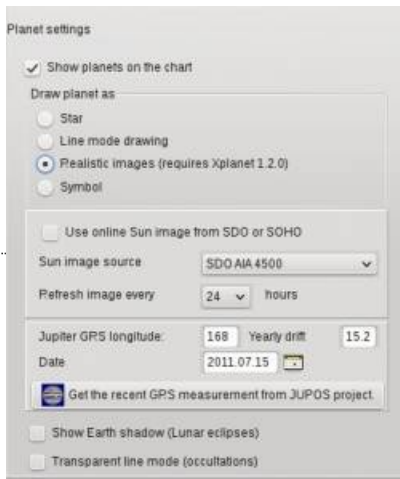 Planet settings
Show planets on the chart
Draw planet as
Star
Line mode drawing
Realistic images (requires Xplanet 1.2.0)
Symbol
Use online Sun image from SDO or SOHO
Sun image source SDO AIA 4500
Refresh image every 24 hours
Jupiter GRS longitude: 168 Yearly drift 15.2
Date 2011.07.15
Get the recent GRS measurement from JUPOS project.
Show Earth shadow (Lunar eclipses)
Transparent line mode (occultations)